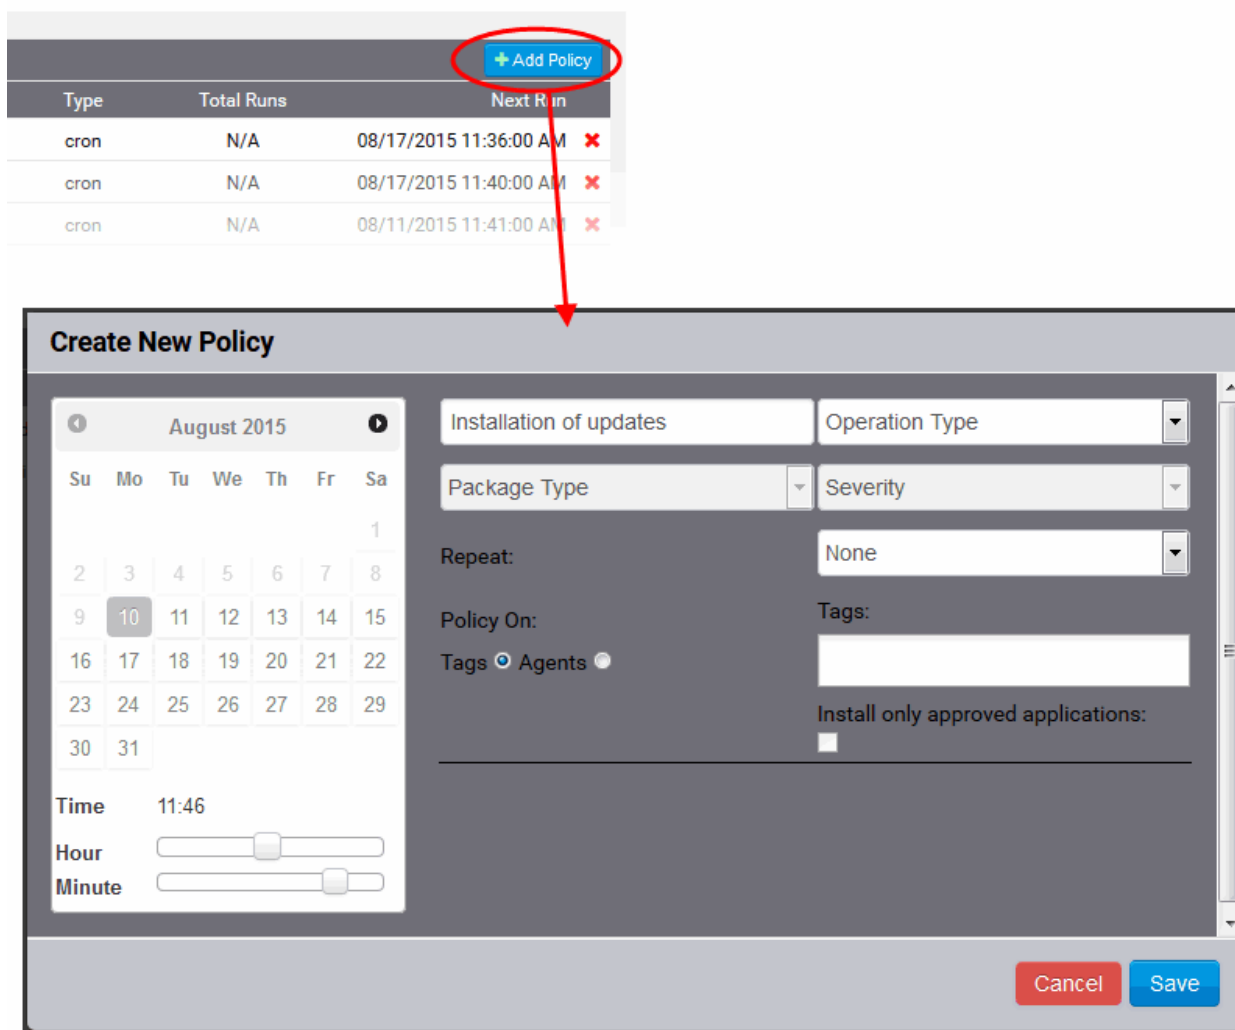 Add Policy
Type Total Runs Next Run
cron N/A 08/17/2015 11:36:00 AM
cron N/A 08/17/2015 11:40:00 AM
cron N/A 08/11/2015 11:41:00 AM
Create New Policy
August 2015
Su Mo Tu We Th Fr Sa
1
2 3 4 5 6 7 8
9 10 11 12 13 14 15
16 17 18 19 20 21 22
23 24 25 26 27 28 29
30 31
Time 11:46
Hour
Minute
Installation of updates Operation Type
Package Type Severity
Repeat: None
Policy On: Tags:
Tags Agents
Install only approved applications:
Cancel Save